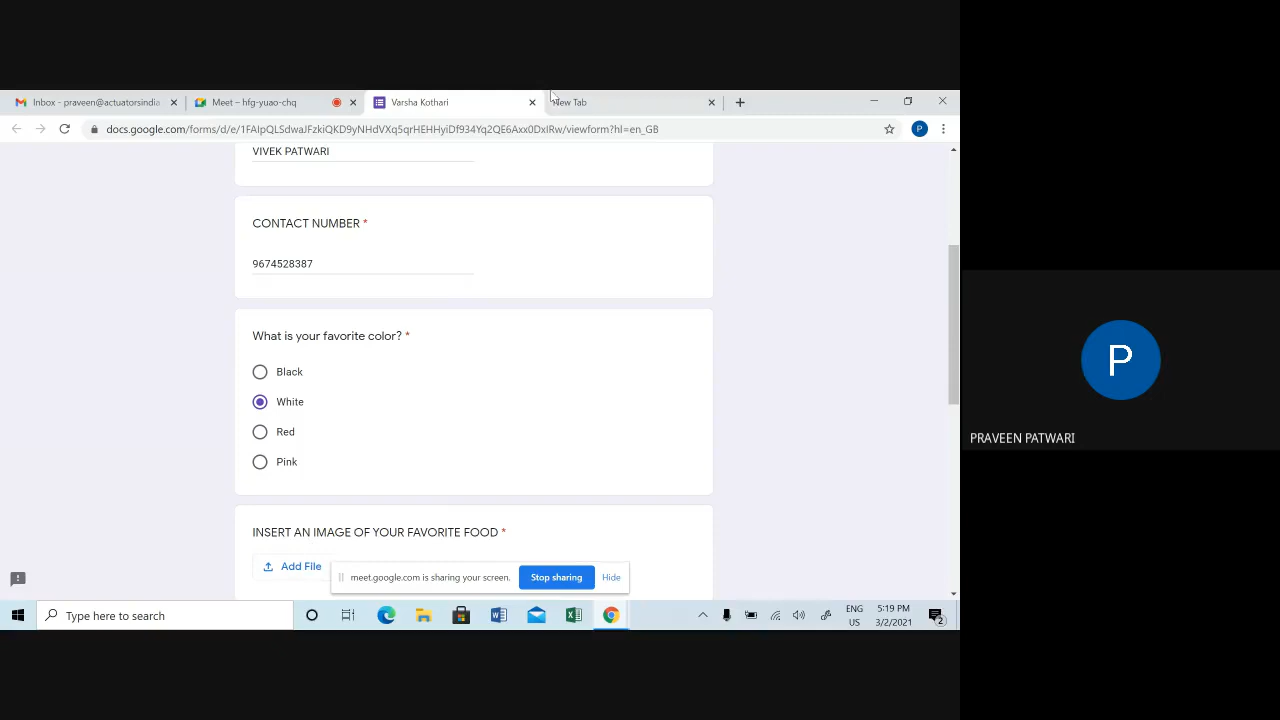 Inbox - praveen@actuatorsindia
Meet – hfg-yuao-chq
Varsha Kothari
New Tab
docs.google.com/forms/d/e/1FAIpQLSdwaJFzkiQKD9yNHdVXq5qrHEHHyiDf934Yq2QE6Axx0DxIRw/viewform?hl=en_GB
P
VIVEK PATWARI
CONTACT NUMBER *
9674528387
What is your favorite color? *
Black
White
Red
Pink
INSERT AN IMAGE OF YOUR FAVORITE FOOD *
Add File
meet.google.com is sharing your screen.
Stop sharing
Hide
Type here to search
ENG
US
5:19 PM
3/2/2021
2
P
PRAVEEN PATWARI